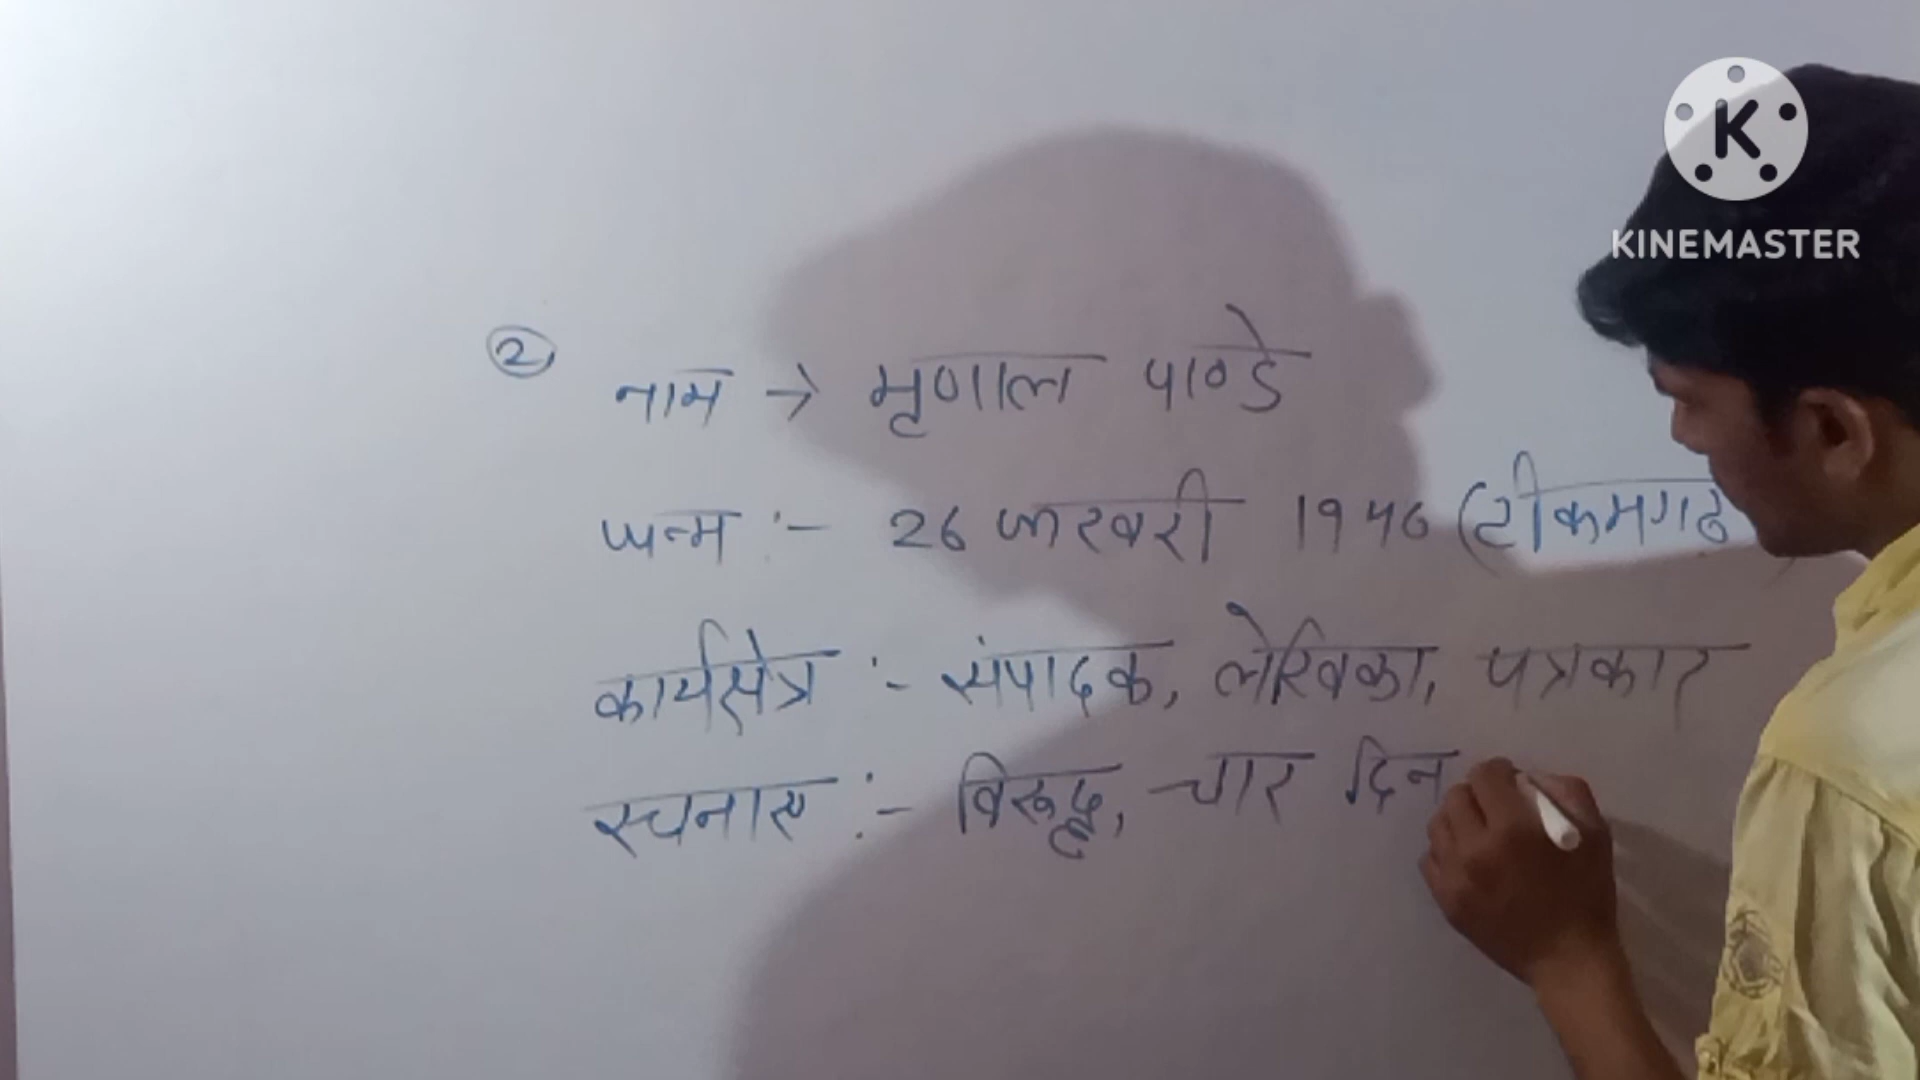 K
KINEMASTER
2
नाम → मृणाल पाण्डे
जन्म :- 26 फरवरी 1946 (टीकमगढ़
कार्यक्षेत्र :- संपादक, लेखिका, पत्रकार
रचनाएं :- विरूद्ध, चार दिन